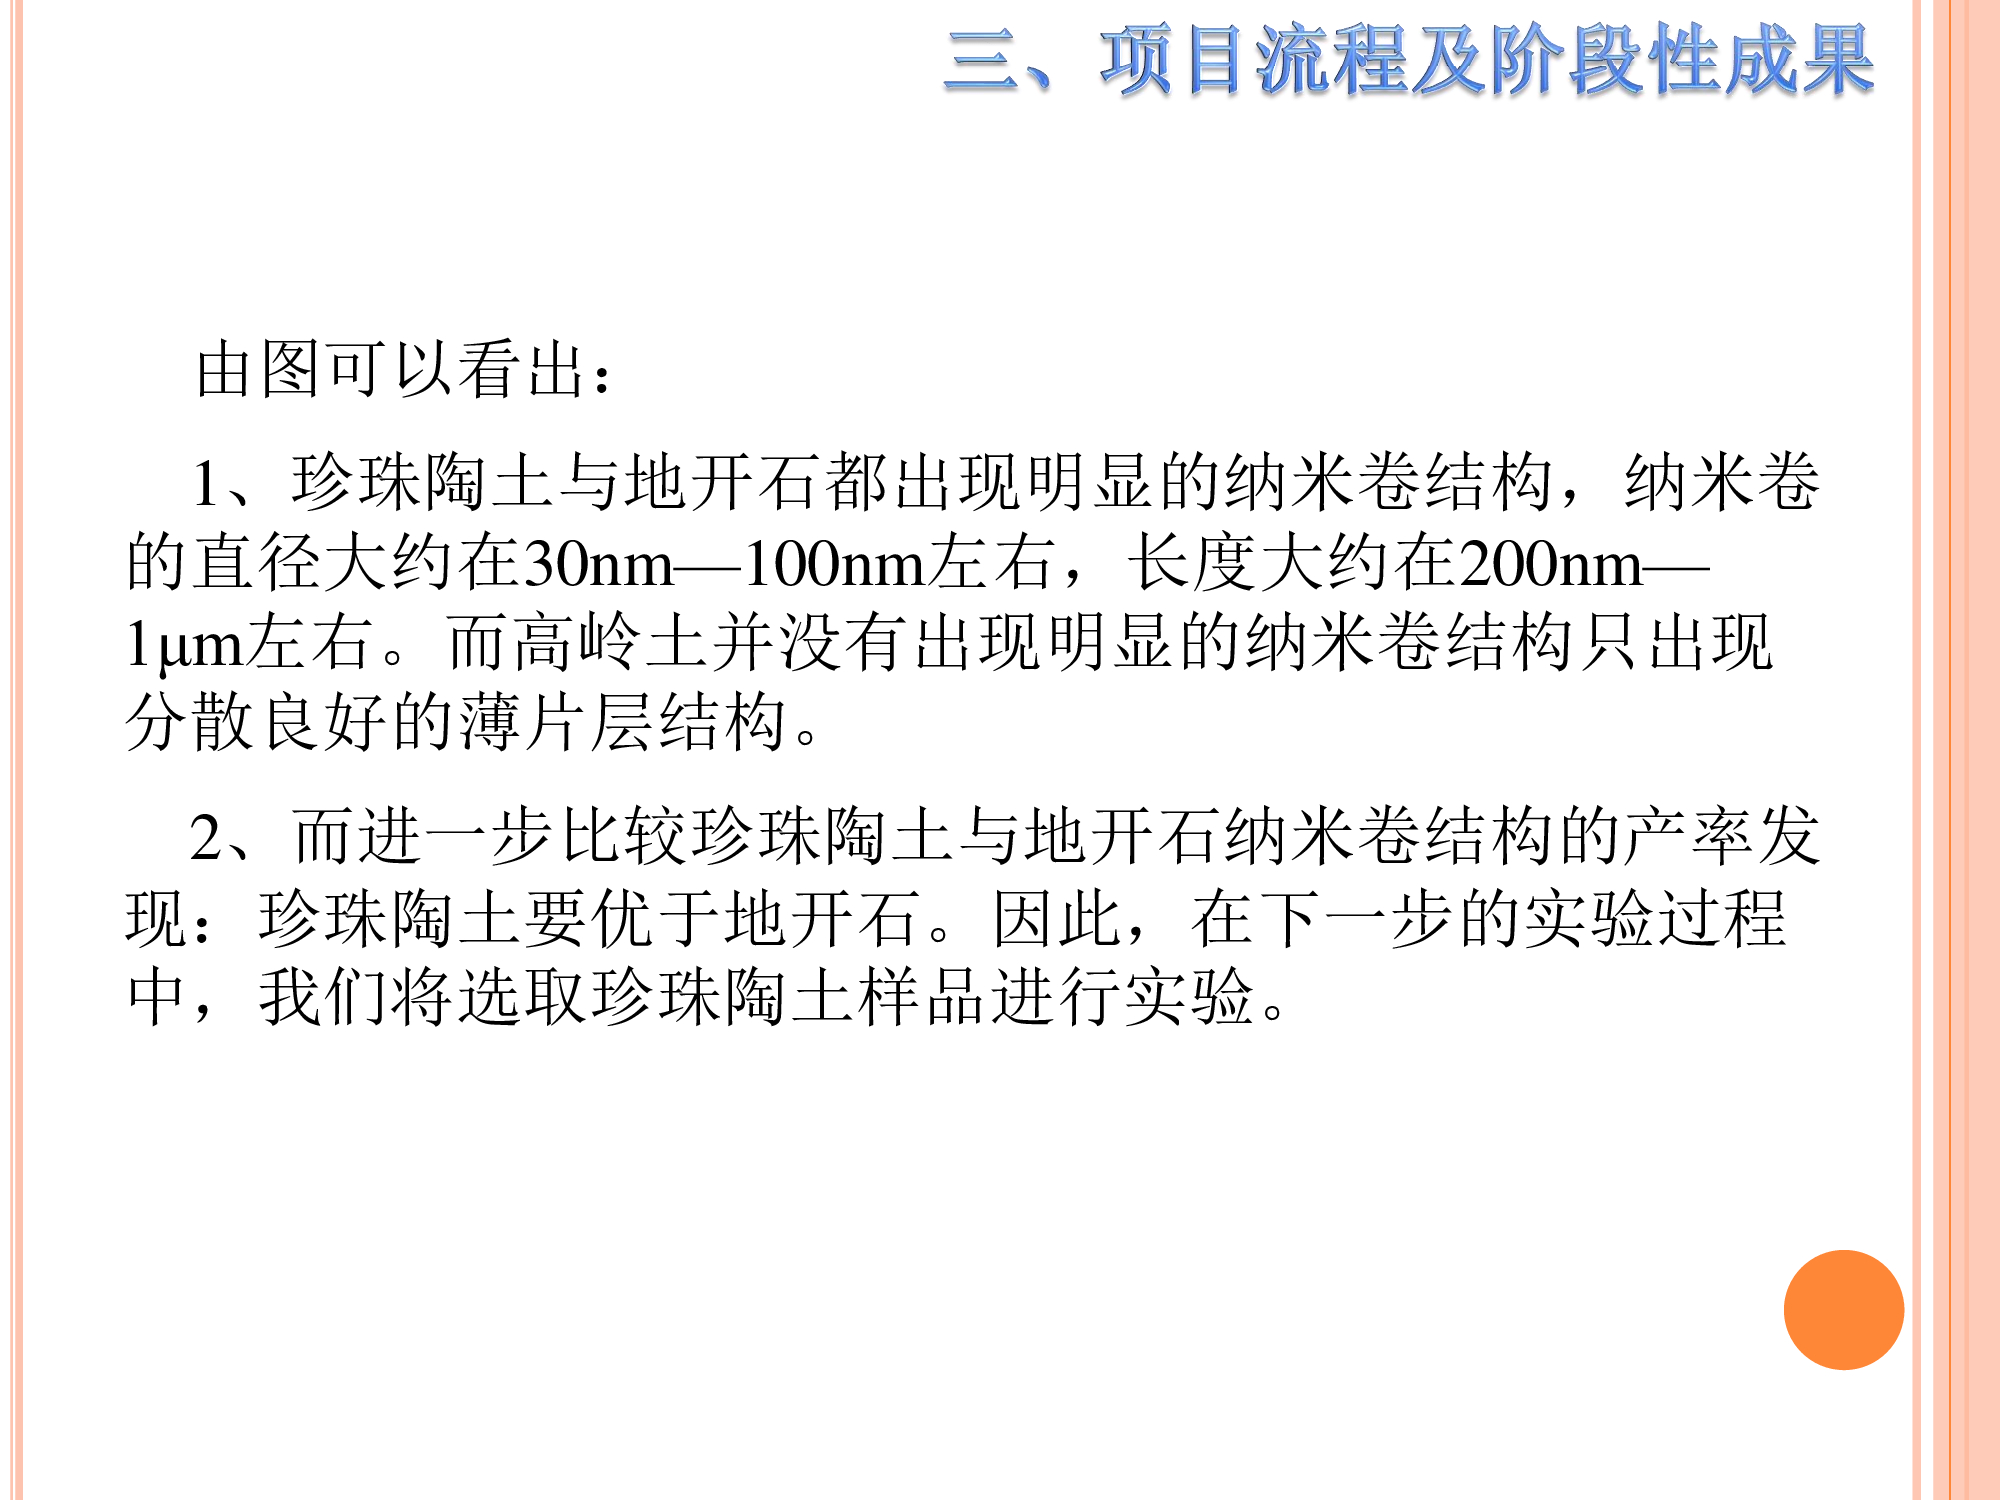 三、项目流程及阶段性成果
由图可以看出：
1、珍珠陶土与地开石都出现明显的纳米卷结构，纳米卷
的直径大约在30nm—100nm左右，长度大约在200nm—
1μm左右。而高岭土并没有出现明显的纳米卷结构只出现
分散良好的薄片层结构。
2、而进一步比较珍珠陶土与地开石纳米卷结构的产率发
现：珍珠陶土要优于地开石。因此，在下一步的实验过程
中，我们将选取珍珠陶土样品进行实验。